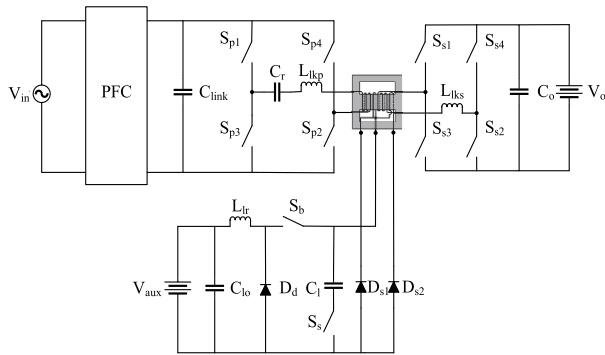 S_p1
S_p4
S_s1
S_s4
C_r
L_lkp
V_in
PFC
C_link
L_lks
C_o
V_o
S_p3
S_p2
S_s3
S_s2
L_lr
S_b
V_aux
C_lo
D_d
C_l
D_s1
D_s2
S_s